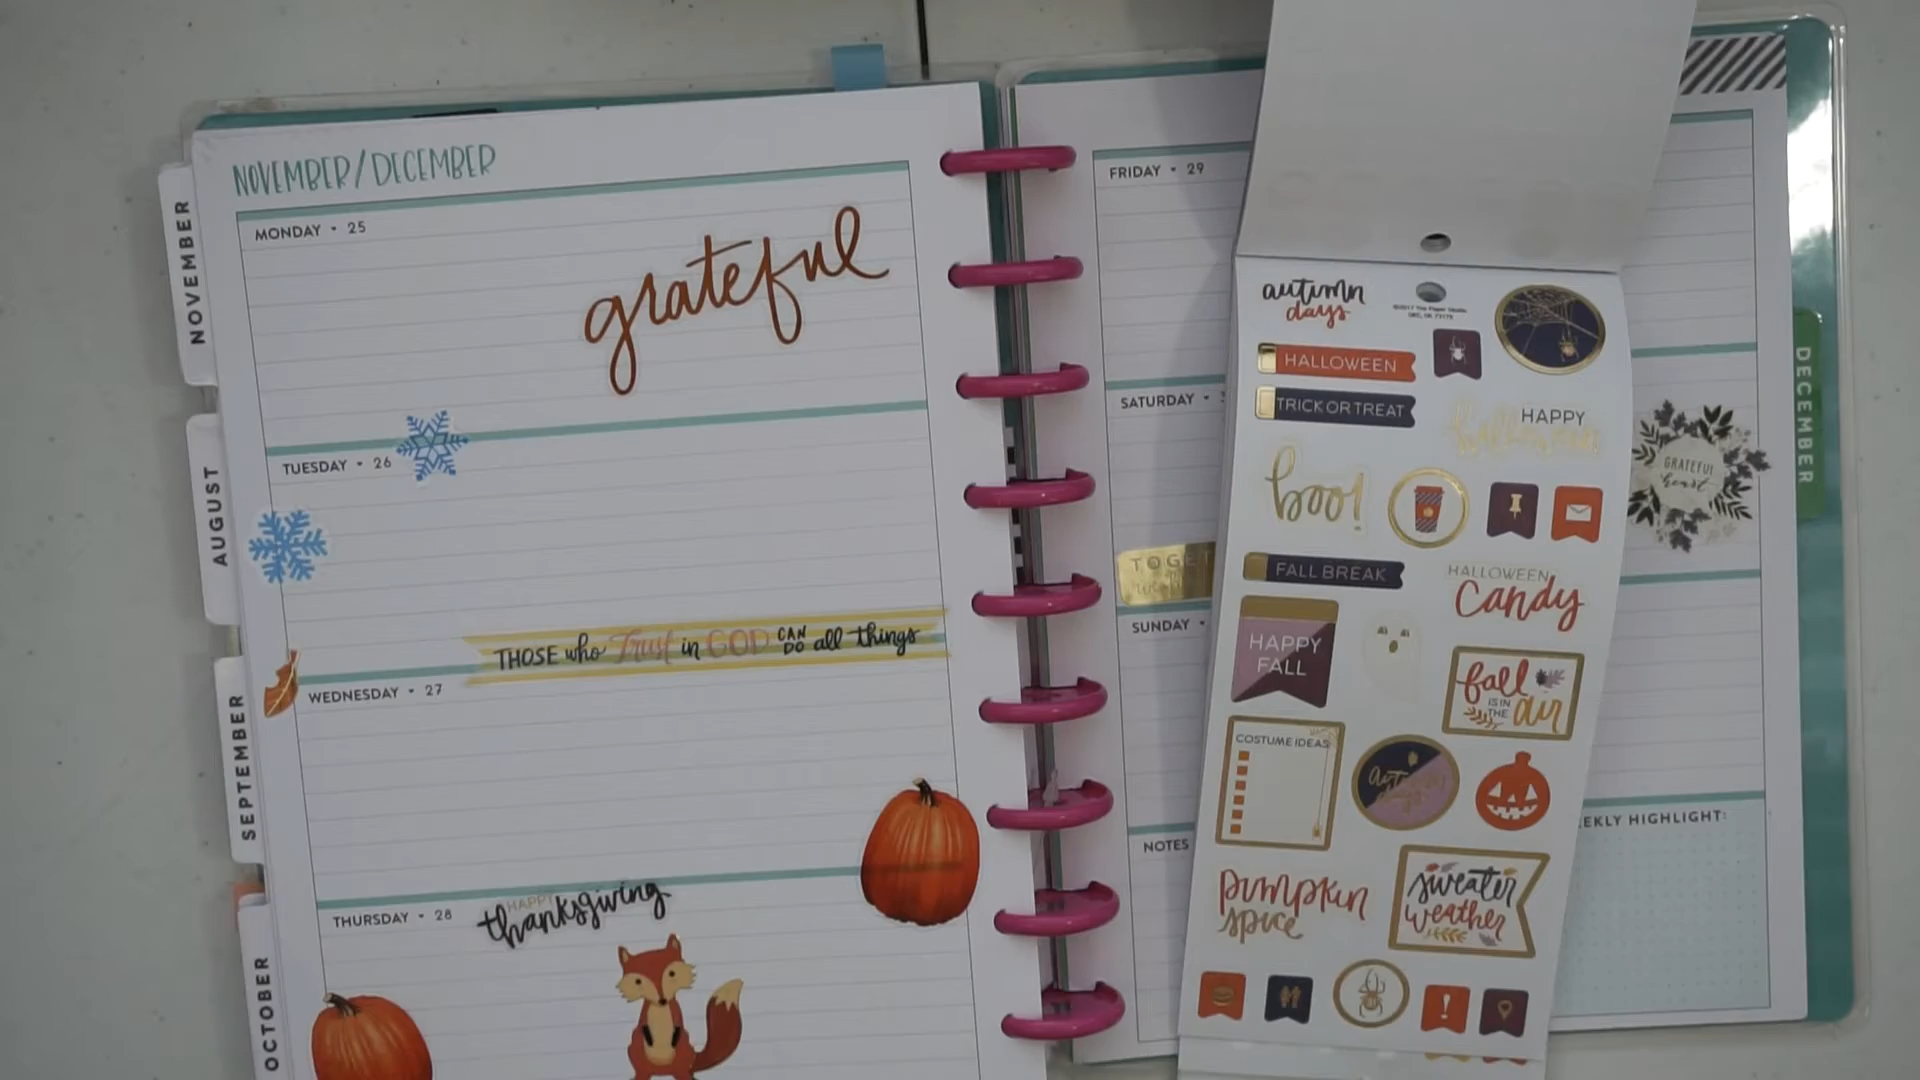 NOVEMBER/DECEMBER
MONDAY • 25
grateful
TUESDAY • 26
THOSE who Trust in GOD CAN DO all things
WEDNESDAY • 27
THURSDAY • 28
HAPPY
thanksgiving
NOVEMBER
AUGUST
SEPTEMBER
OCTOBER
FRIDAY • 29
SATURDAY •
SUNDAY •
NOTES
autumn
days
HALLOWEEN
TRICK OR TREAT
HAPPY
halloween
boo!
FALL BREAK
HALLOWEEN
Candy
HAPPY
FALL
fall
IS IN
THE air
COSTUME IDEAS
pumpkin
spice
sweater
weather
!
GRATEFUL
heart
EKLY HIGHLIGHT:
DECEMBER